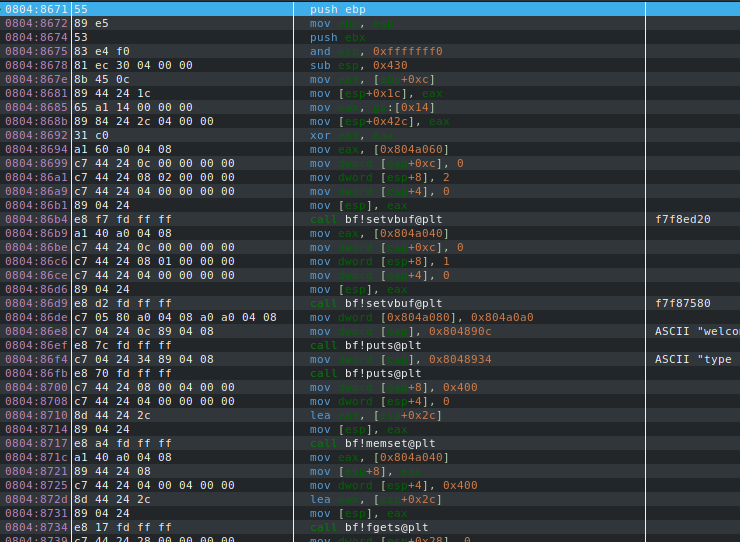 0804:8671 55 push ebp
0804:8672 89 e5 mov ebp, esp
0804:8674 53 push ebx
0804:8675 83 e4 f0 and esp, 0xfffffff0
0804:8678 81 ec 30 04 00 00 sub esp, 0x430
0804:867e 8b 45 0c mov eax, [ebp+0xc]
0804:8681 89 44 24 1c mov [esp+0x1c], eax
0804:8685 65 a1 14 00 00 00 mov eax, gs:[0x14]
0804:868b 89 84 24 2c 04 00 00 mov [esp+0x42c], eax
0804:8692 31 c0 xor eax, eax
0804:8694 a1 60 a0 04 08 mov eax, [0x804a060]
0804:8699 c7 44 24 0c 00 00 00 00 mov dword [esp+0xc], 0
0804:86a1 c7 44 24 08 02 00 00 00 mov dword [esp+8], 2
0804:86a9 c7 44 24 04 00 00 00 00 mov dword [esp+4], 0
0804:86b1 89 04 24 mov [esp], eax
0804:86b4 e8 f7 fd ff ff call bf!setvbuf@plt f7f8ed20
0804:86b9 a1 40 a0 04 08 mov eax, [0x804a040]
0804:86be c7 44 24 0c 00 00 00 00 mov dword [esp+0xc], 0
0804:86c6 c7 44 24 08 01 00 00 00 mov dword [esp+8], 1
0804:86ce c7 44 24 04 00 00 00 00 mov dword [esp+4], 0
0804:86d6 89 04 24 mov [esp], eax
0804:86d9 e8 d2 fd ff ff call bf!setvbuf@plt f7f87580
0804:86de c7 05 80 a0 04 08 a0 a0 04 08 mov dword [0x804a080], 0x804a0a0
0804:86e8 c7 04 24 0c 89 04 08 mov dword [esp], 0x804890c ASCII "welco
0804:86ef e8 7c fd ff ff call bf!puts@plt
0804:86f4 c7 04 24 34 89 04 08 mov dword [esp], 0x8048934 ASCII "type
0804:86fb e8 70 fd ff ff call bf!puts@plt
0804:8700 c7 44 24 08 00 04 00 00 mov dword [esp+8], 0x400
0804:8708 c7 44 24 04 00 00 00 00 mov dword [esp+4], 0
0804:8710 8d 44 24 2c lea eax, [esp+0x2c]
0804:8714 89 04 24 mov [esp], eax
0804:8717 e8 a4 fd ff ff call bf!memset@plt
0804:871c a1 40 a0 04 08 mov eax, [0x804a040]
0804:8721 89 44 24 08 mov [esp+8], eax
0804:8725 c7 44 24 04 00 04 00 00 mov dword [esp+4], 0x400
0804:872d 8d 44 24 2c lea eax, [esp+0x2c]
0804:8731 89 04 24 mov [esp], eax
0804:8734 e8 17 fd ff ff call bf!fgets@plt
0804:8739 c7 44 24 28 00 00 00 00 mov dword [esp+0x28], 0